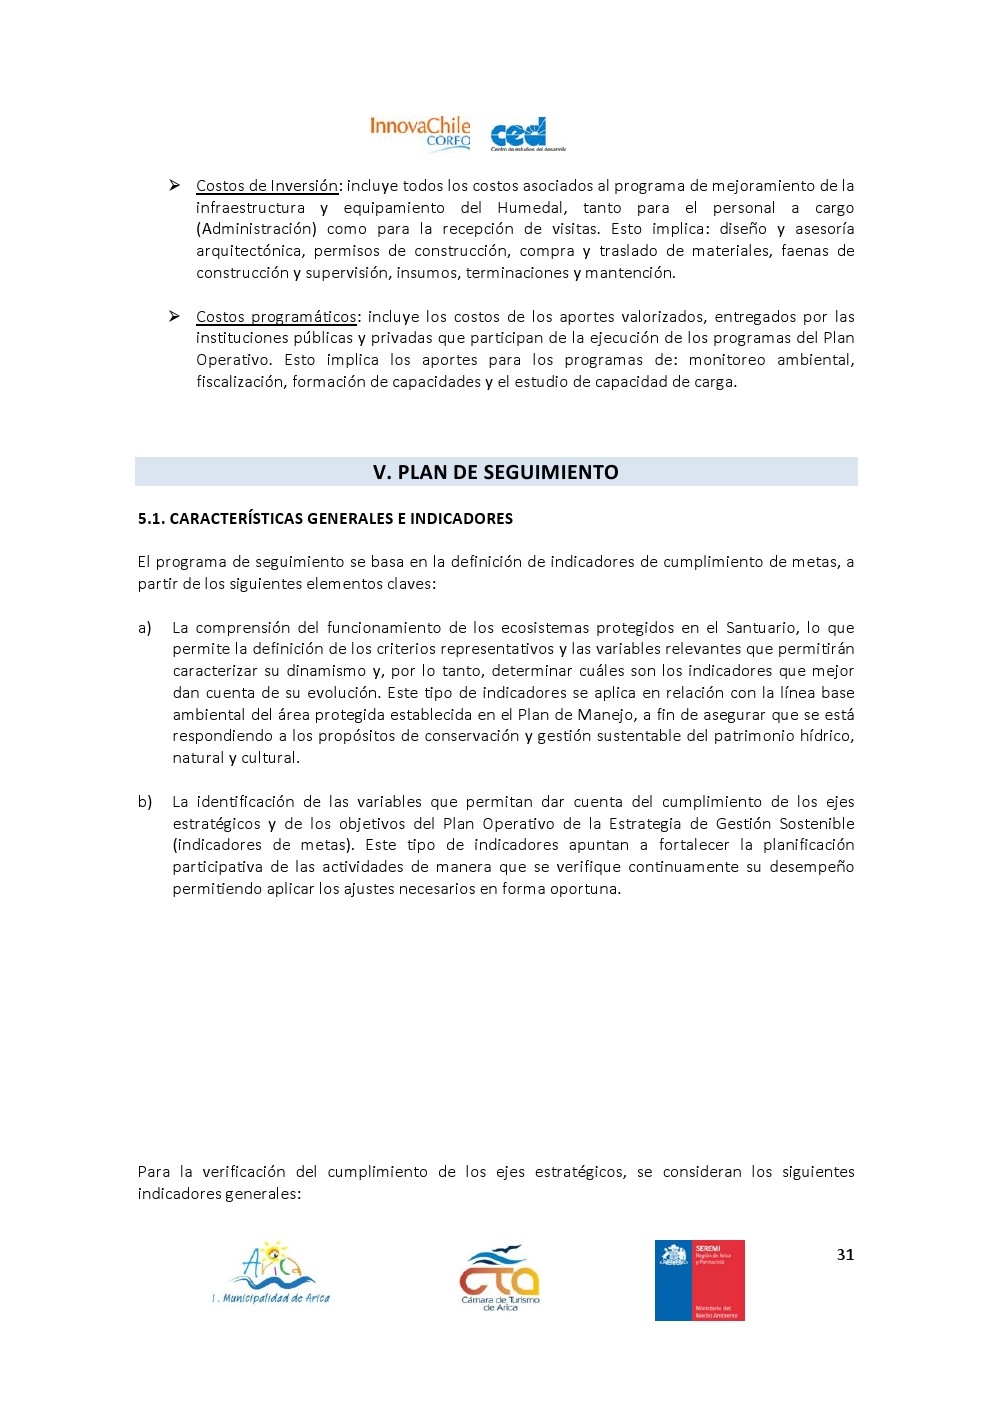 InnovaChile
CORFO
ced
Centro de estudios del desarrollo
➢ Costos de Inversión: incluye todos los costos asociados al programa de mejoramiento de la
infraestructura y equipamiento del Humedal, tanto para el personal a cargo
(Administración) como para la recepción de visitas. Esto implica: diseño y asesoría
arquitectónica, permisos de construcción, compra y traslado de materiales, faenas de
construcción y supervisión, insumos, terminaciones y mantención.
➢ Costos programáticos: incluye los costos de los aportes valorizados, entregados por las
instituciones públicas y privadas que participan de la ejecución de los programas del Plan
Operativo. Esto implica los aportes para los programas de: monitoreo ambiental,
fiscalización, formación de capacidades y el estudio de capacidad de carga.
V. PLAN DE SEGUIMIENTO
5.1. CARACTERÍSTICAS GENERALES E INDICADORES
El programa de seguimiento se basa en la definición de indicadores de cumplimiento de metas, a
partir de los siguientes elementos claves:
a) La comprensión del funcionamiento de los ecosistemas protegidos en el Santuario, lo que
permite la definición de los criterios representativos y las variables relevantes que permitirán
caracterizar su dinamismo y, por lo tanto, determinar cuáles son los indicadores que mejor
dan cuenta de su evolución. Este tipo de indicadores se aplica en relación con la línea base
ambiental del área protegida establecida en el Plan de Manejo, a fin de asegurar que se está
respondiendo a los propósitos de conservación y gestión sustentable del patrimonio hídrico,
natural y cultural.
b) La identificación de las variables que permitan dar cuenta del cumplimiento de los ejes
estratégicos y de los objetivos del Plan Operativo de la Estrategia de Gestión Sostenible
(indicadores de metas). Este tipo de indicadores apuntan a fortalecer la planificación
participativa de las actividades de manera que se verifique continuamente su desempeño
permitiendo aplicar los ajustes necesarios en forma oportuna.
Para la verificación del cumplimiento de los ejes estratégicos, se consideran los siguientes
indicadores generales:
Arica
I. Municipalidad de Arica
CTA
Cámara de Turismo
de Arica
SEREMI
Región de Arica
y Parinacota
Ministerio del
Medio Ambiente
31